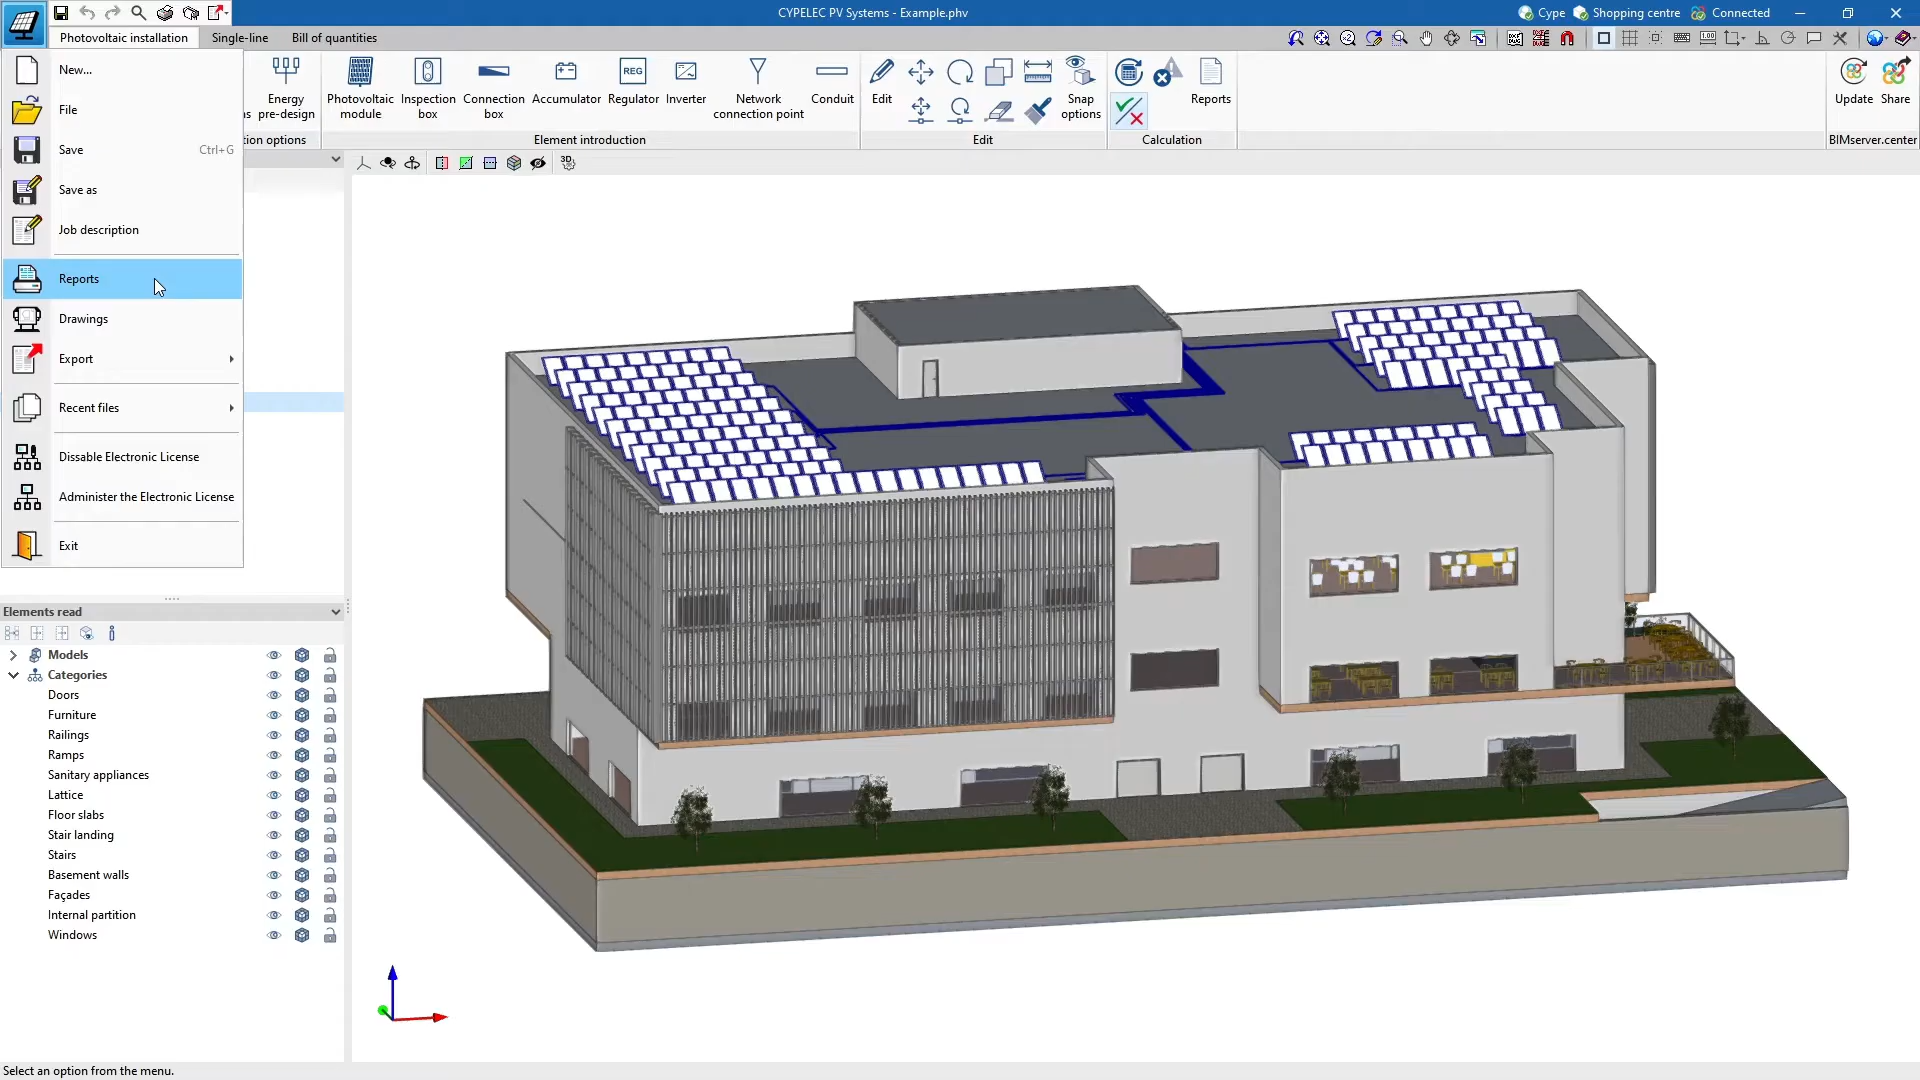 CYPELEC PV Systems - Example.phv
Cype
Shopping centre
Connected
Photovoltaic installation
Single-line
Bill of quantities
New...
File
Save Ctrl+G
Save as
Job description
Reports
Drawings
Export
Recent files
Dissable Electronic License
Administer the Electronic License
Exit
Energy
pre-design
tion options
Photovoltaic
module
Inspection
box
Connection
box
Accumulator
REG
Regulator
Inverter
Network
connection point
Conduit
Element introduction
Edit
Snap
options
Edit
Reports
Calculation
Update
Share
BIMserver.center
3D
Elements read
Models
Categories
Doors
Furniture
Railings
Ramps
Sanitary appliances
Lattice
Floor slabs
Stair landing
Stairs
Basement walls
Façades
Internal partition
Windows
Select an option from the menu.